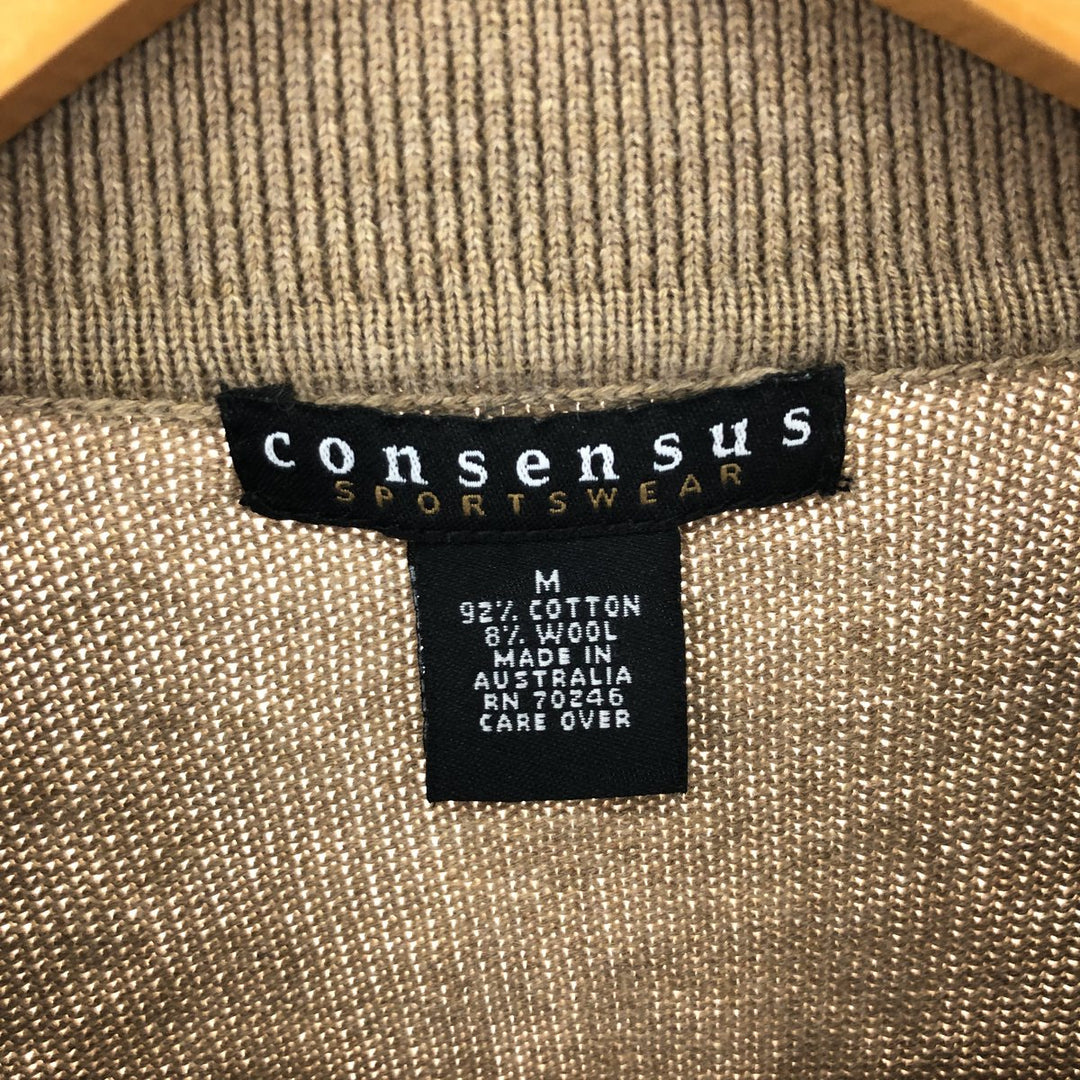 consensus
SPORTSWEAR
M
92% COTTON
8% WOOL
MADE IN
AUSTRALIA
RN 70246
CARE OVER